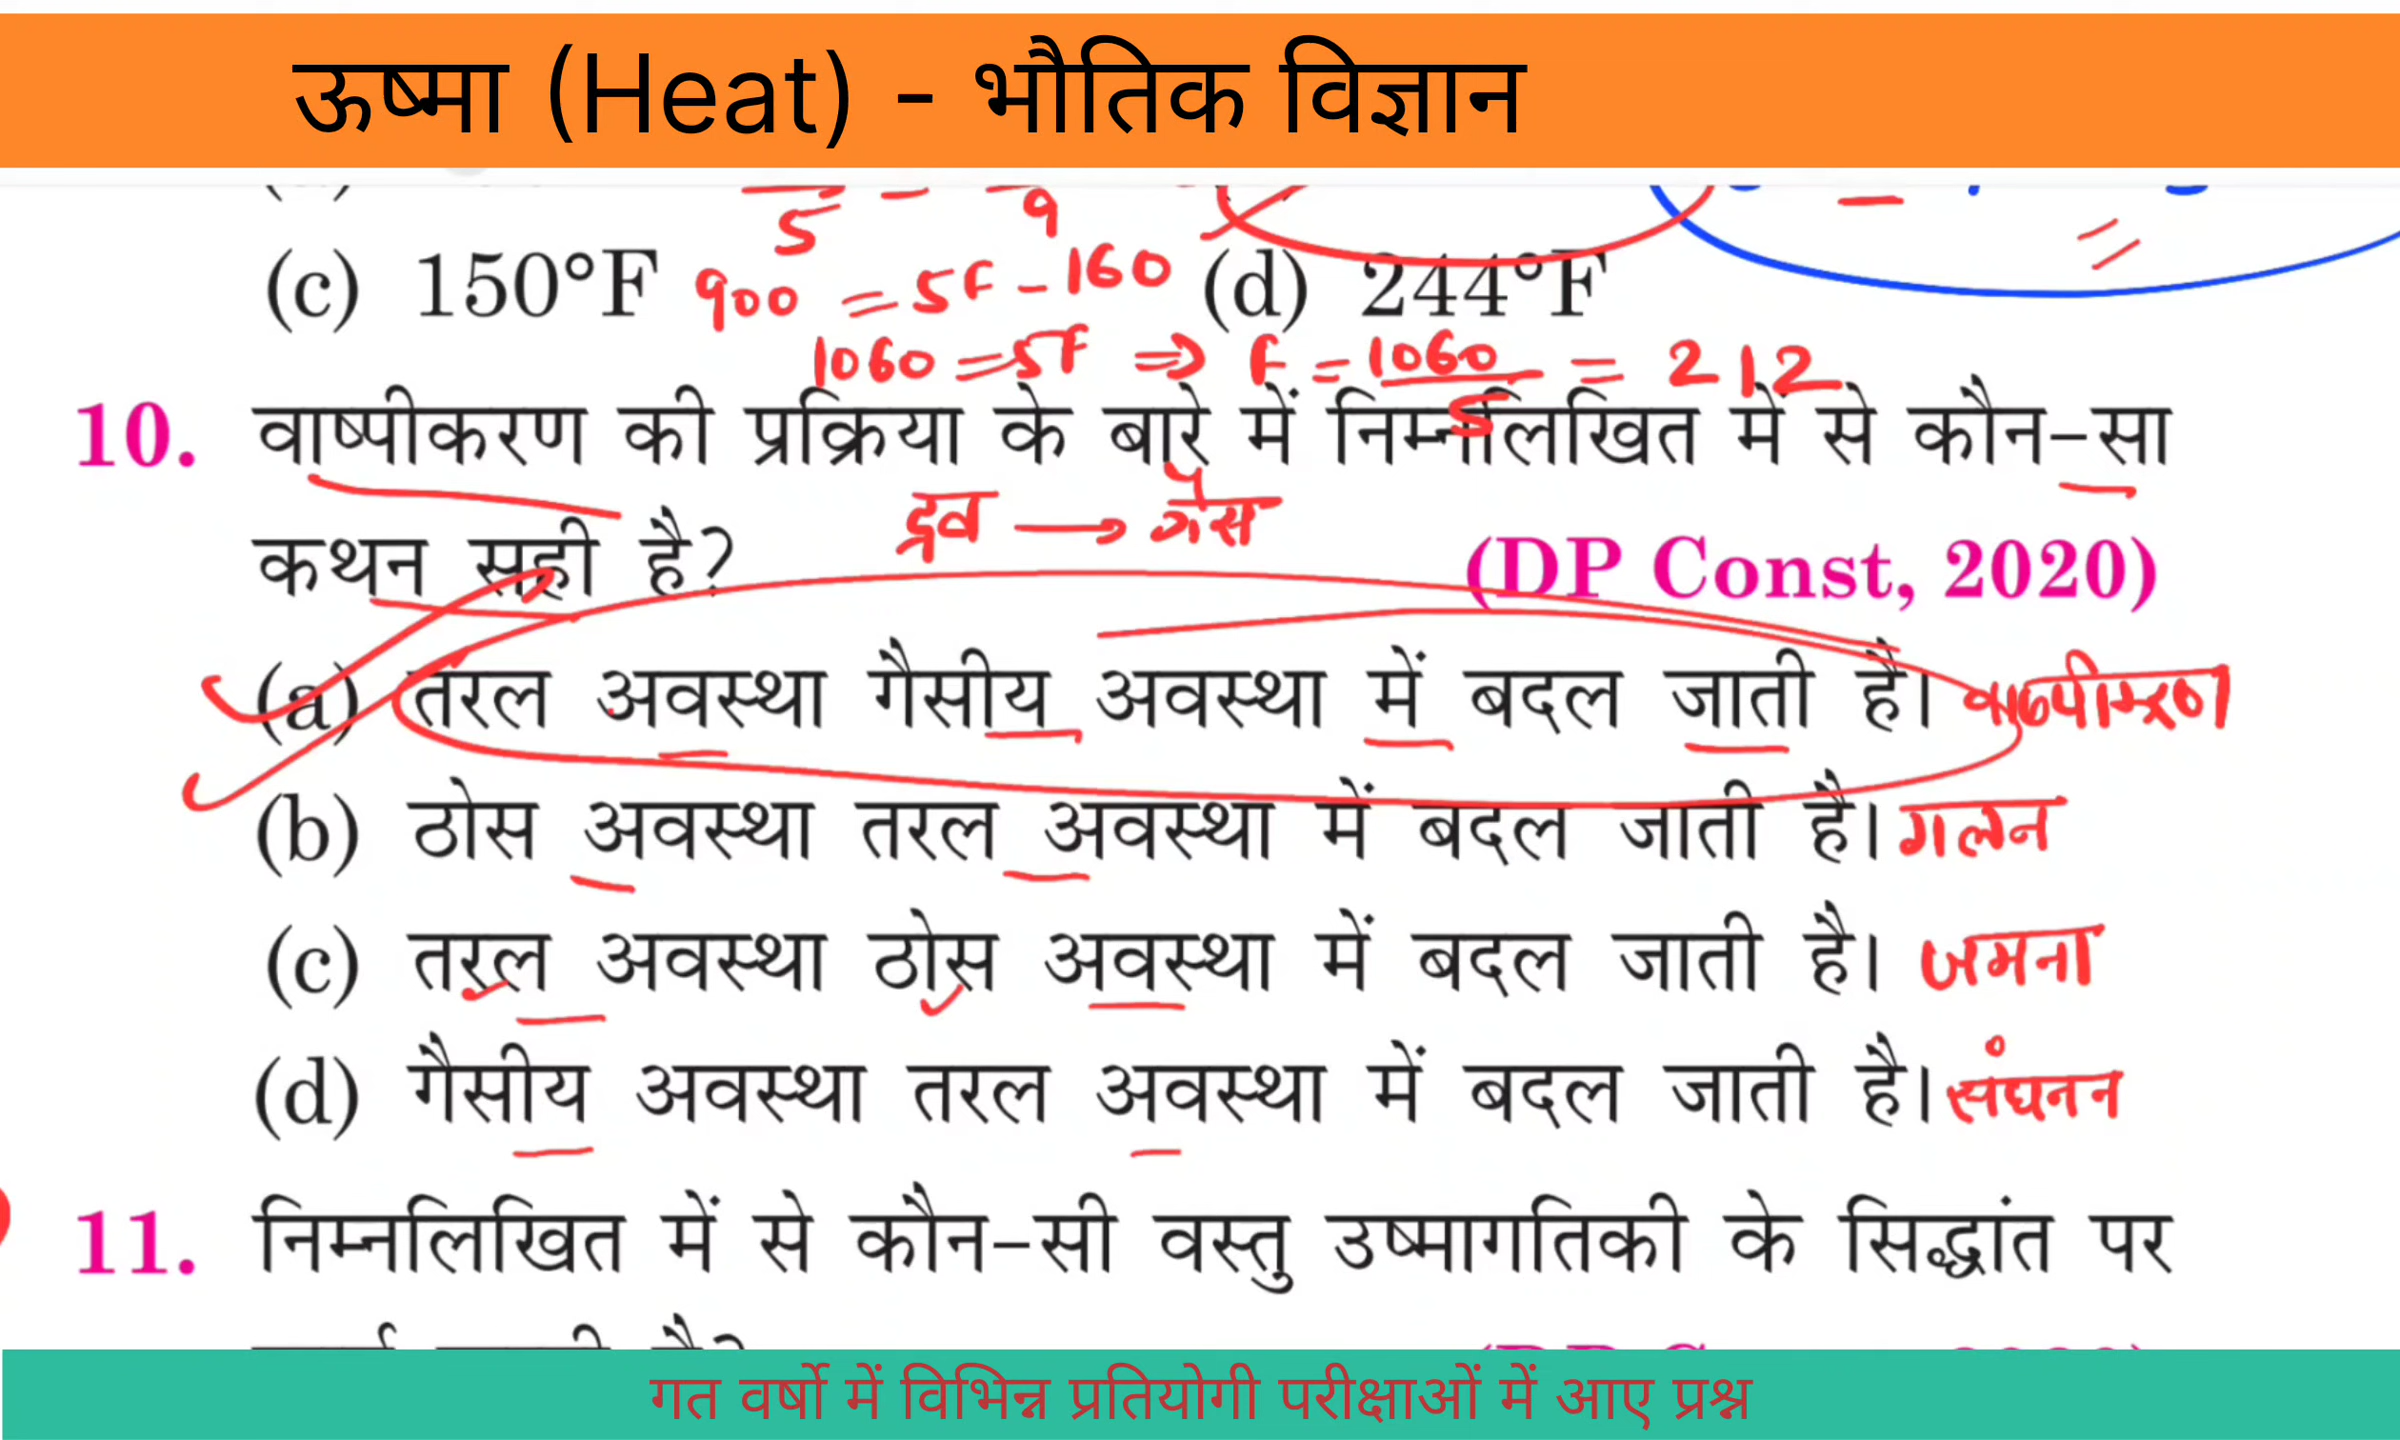 ऊष्मा (Heat) - भौतिक विज्ञान
5 9
(c) 150°F 900 = 5F - 160 (d) 244°F
1060 = 5F ⇒ F = 1060/5 = 212
10. वाष्पीकरण की प्रक्रिया के बारे में निम्नलिखित में से कौन-सा
कथन सही है? द्रव → गैस (DP Const, 2020)
(a) तरल अवस्था गैसीय अवस्था में बदल जाती है। वाष्पीकरण
(b) ठोस अवस्था तरल अवस्था में बदल जाती है। गलन
(c) तरल अवस्था ठोस अवस्था में बदल जाती है। जमना
(d) गैसीय अवस्था तरल अवस्था में बदल जाती है। संघनन
11. निम्नलिखित में से कौन-सी वस्तु उष्मागतिकी के सिद्धांत पर
गत वर्षो में विभिन्न प्रतियोगी परीक्षाओं में आए प्रश्न